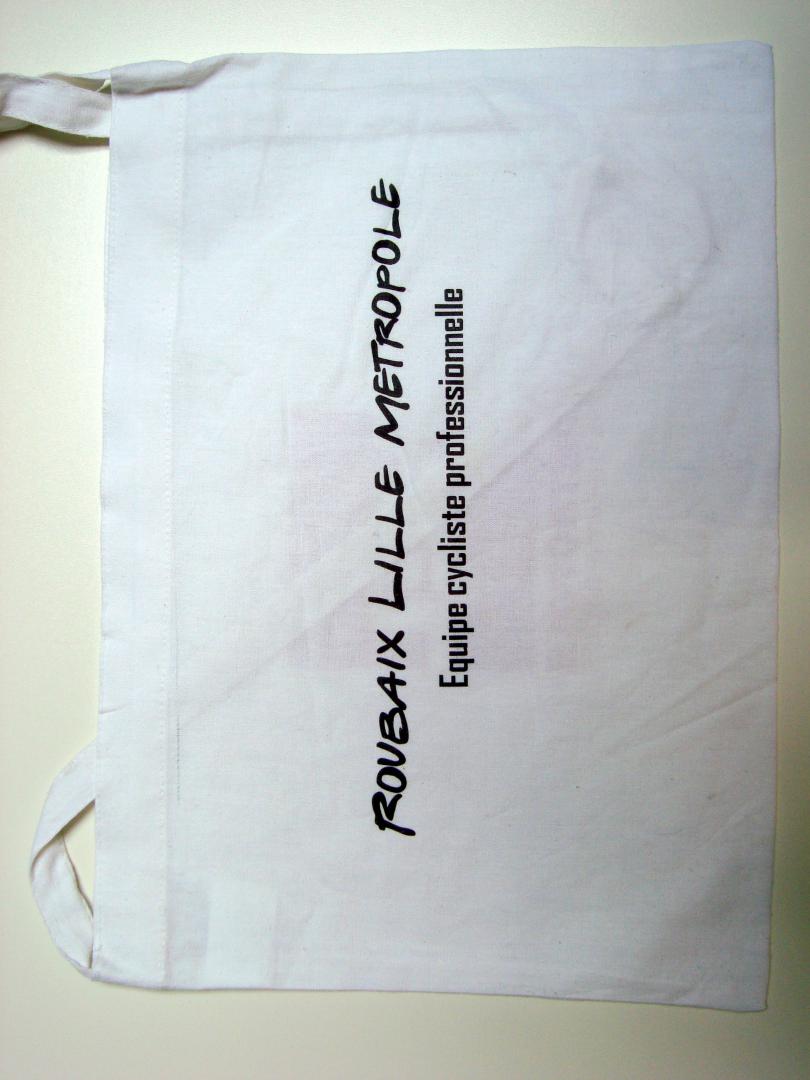 ROUBAIX LILLE METROPOLE
Equipe cycliste professionnelle